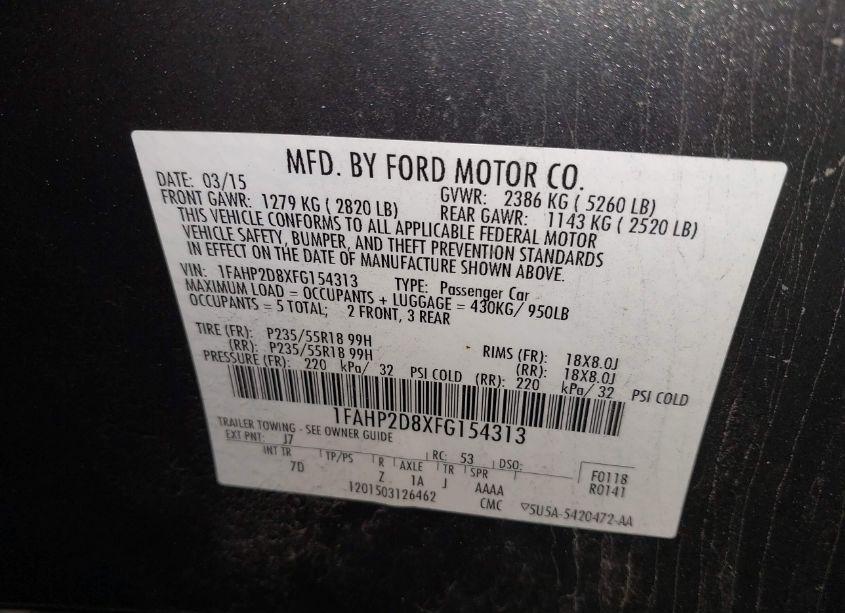 MFD. BY FORD MOTOR CO.
DATE: 03/15 GVWR: 2386 KG ( 5260 LB)
FRONT GAWR: 1279 KG ( 2820 LB) REAR GAWR: 1143 KG ( 2520 LB)
THIS VEHICLE CONFORMS TO ALL APPLICABLE FEDERAL MOTOR
VEHICLE SAFETY, BUMPER, AND THEFT PREVENTION STANDARDS
IN EFFECT ON THE DATE OF MANUFACTURE SHOWN ABOVE.
VIN: 1FAHP2D8XFG154313 TYPE: Passenger Car
MAXIMUM LOAD = OCCUPANTS + LUGGAGE = 430KG/ 950LB
OCCUPANTS = 5 TOTAL; 2 FRONT, 3 REAR
TIRE (FR): P235/55R18 99H RIMS (FR): 18X8.0J
(RR): P235/55R18 99H (RR): 18X8.0J
PRESSURE (FR): 220 kPa/ 32 PSI COLD (RR): 220 kPa/ 32 PSI COLD
1FAHP2D8XFG154313
TRAILER TOWING - SEE OWNER GUIDE
EXT PNT: J7 RC: 53 DSO: F0118
INT TR TP/PS R AXLE TR SPR R0141
7D Z 1A J AAAA
1201503126462 CMC ▽5U5A-5420472-AA